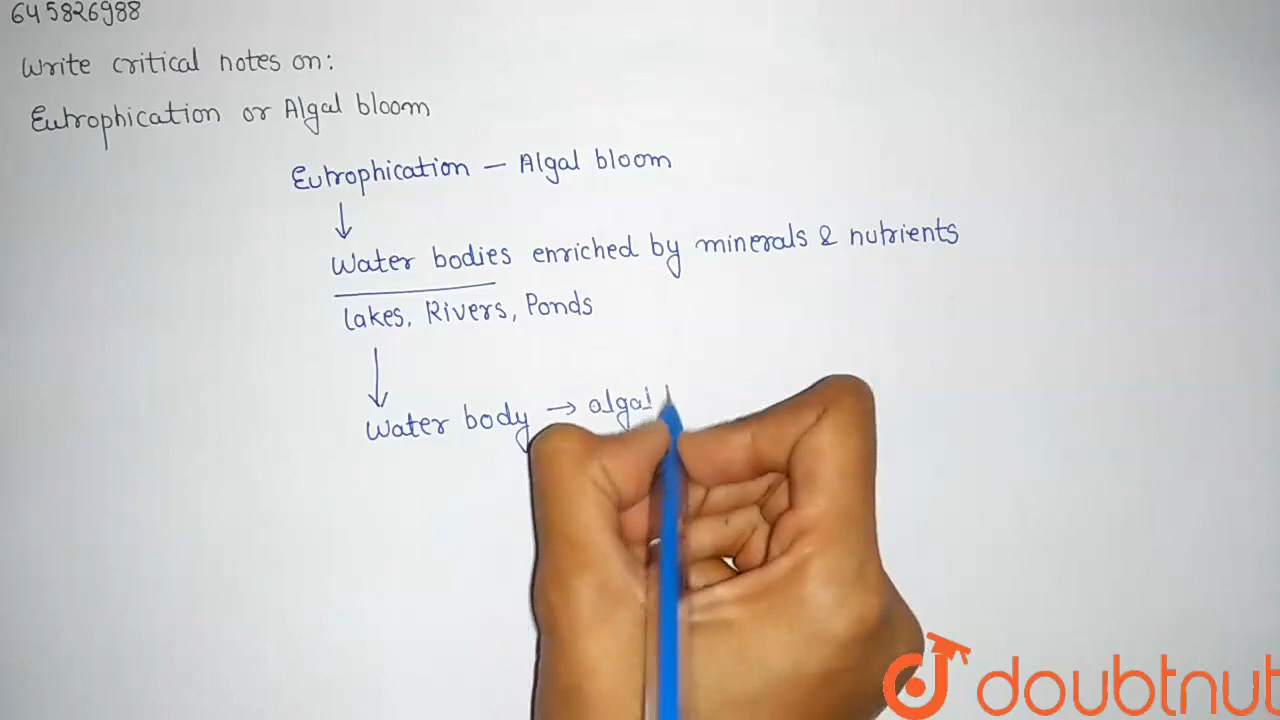 645826988
Write critical notes on:
Eutrophication or Algal bloom
Eutrophication — Algal bloom
↓
Water bodies enriched by minerals & nutrients
Lakes, Rivers, Ponds
↓
Water body → algal
doubtnut